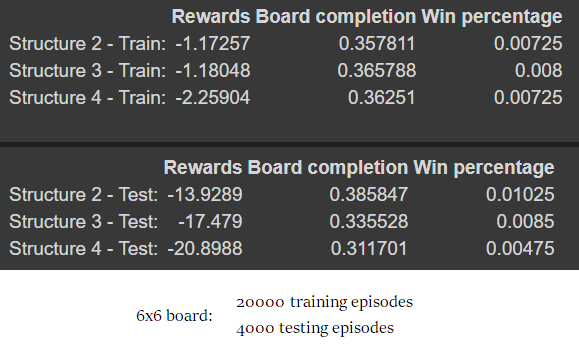 Rewards Board completion Win percentage
Structure 2 - Train: -1.17257 0.357811 0.00725
Structure 3 - Train: -1.18048 0.365788 0.008
Structure 4 - Train: -2.25904 0.36251 0.00725
Rewards Board completion Win percentage
Structure 2 - Test: -13.9289 0.385847 0.01025
Structure 3 - Test: -17.479 0.335528 0.0085
Structure 4 - Test: -20.8988 0.311701 0.00475
6x6 board:
20000 training episodes
4000 testing episodes